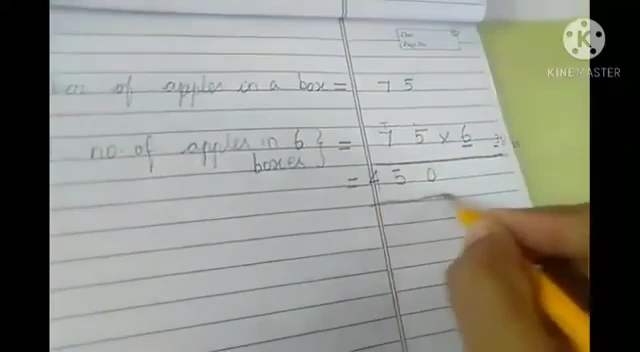 of apples in a box = 75
no. of apples in 6 boxes } = 75 × 6
= 450
KINEMASTER